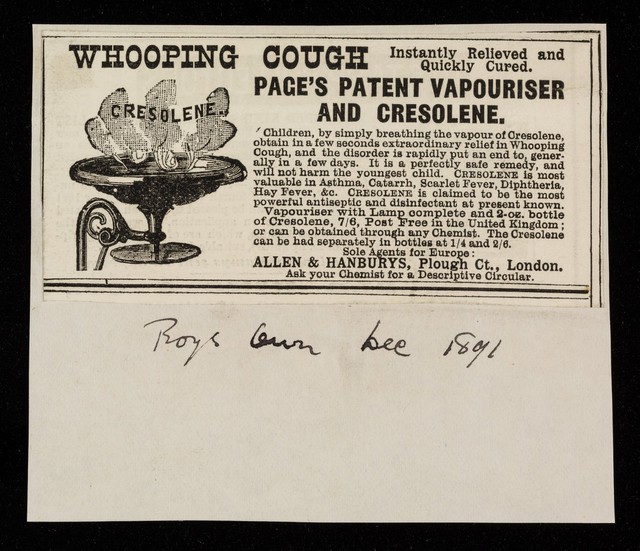 WHOOPING COUGH Instantly Relieved and
Quickly Cured.
CRESOLENE.
PAGE'S PATENT VAPOURISER
AND CRESOLENE.
Children, by simply breathing the vapour of Cresolene,
obtain in a few seconds extraordinary relief in Whooping
Cough, and the disorder is rapidly put an end to, gener-
ally in a few days. It is a perfectly safe remedy, and
will not harm the youngest child. CRESOLENE is most
valuable in Asthma, Catarrh, Scarlet Fever, Diphtheria,
Hay Fever, &c. CRESOLENE is claimed to be the most
powerful antiseptic and disinfectant at present known.
Vapouriser with Lamp complete and 2-oz. bottle
of Cresolene, 7/6, Post Free in the United Kingdom;
or can be obtained through any Chemist. The Cresolene
can be had separately in bottles at 1/4 and 2/6.
Sole Agents for Europe:
ALLEN & HANBURYS, Plough Ct., London.
Ask your Chemist for a Descriptive Circular.
Boys Own Dec 1891